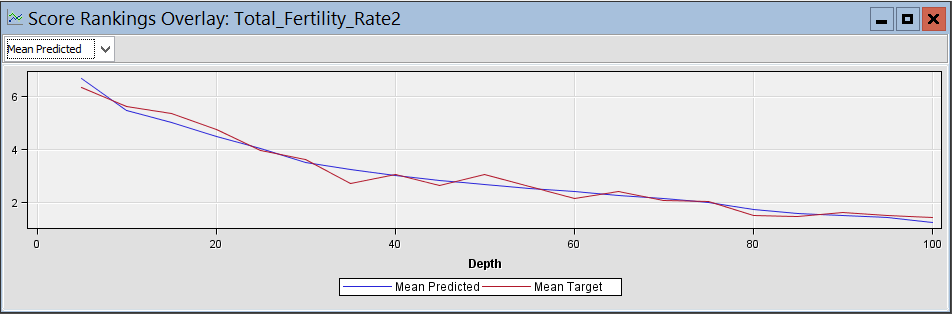 Score Rankings Overlay: Total_Fertility_Rate2
Mean Predicted
6
4
2
0 20 40 60 80 100
Depth
Mean Predicted Mean Target